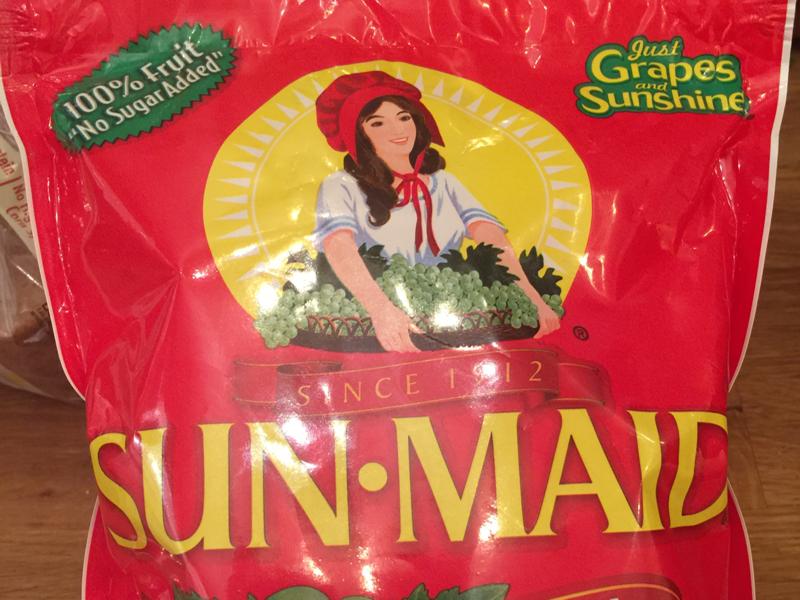 100% Fruit
"No Sugar Added"
Just
Grapes
and
Sunshine
®
SINCE 1912
SUN•MAID